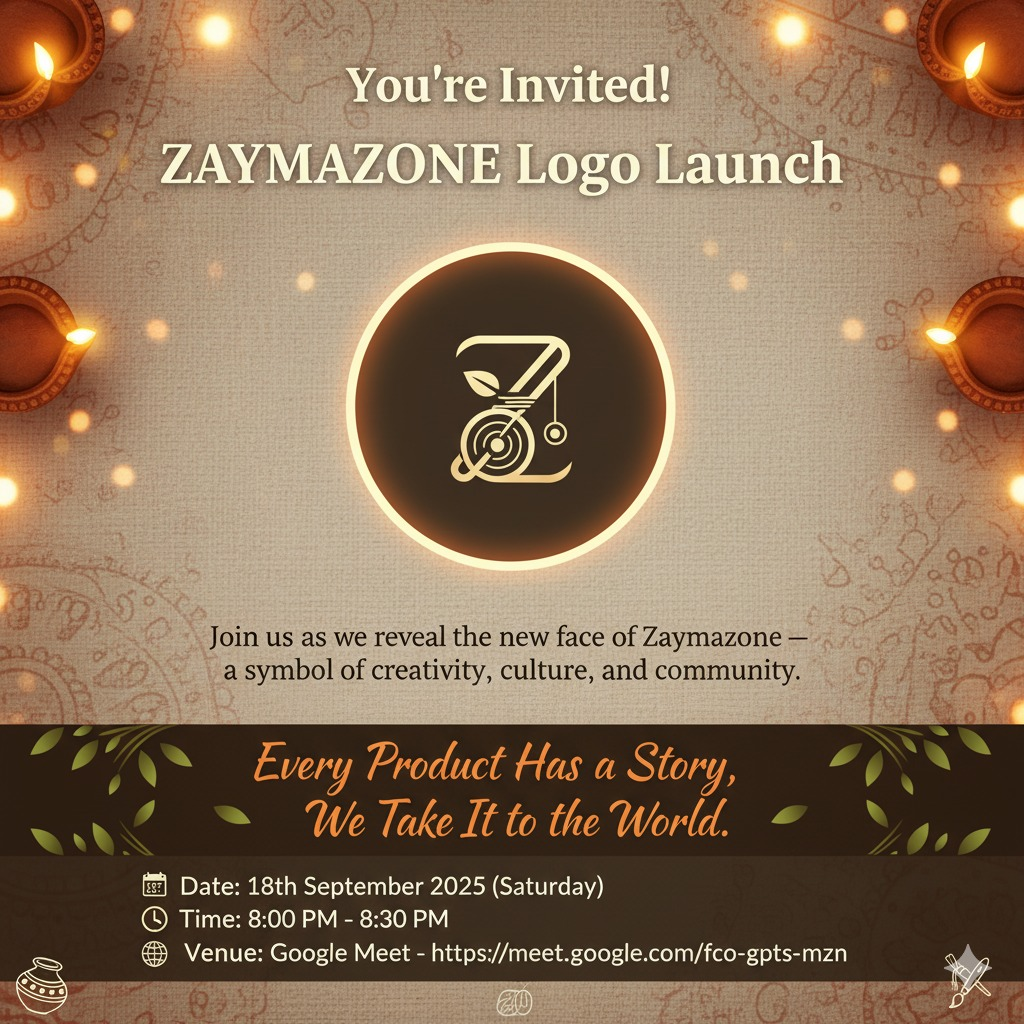 You're Invited!
ZAYMAZONE Logo Launch
Join us as we reveal the new face of Zaymazone –
a symbol of creativity, culture, and community.
Every Product Has a Story,
We Take It to the World.
Date: 18th September 2025 (Saturday)
Time: 8:00 PM - 8:30 PM
Venue: Google Meet - https://meet.google.com/fco-gpts-mzn